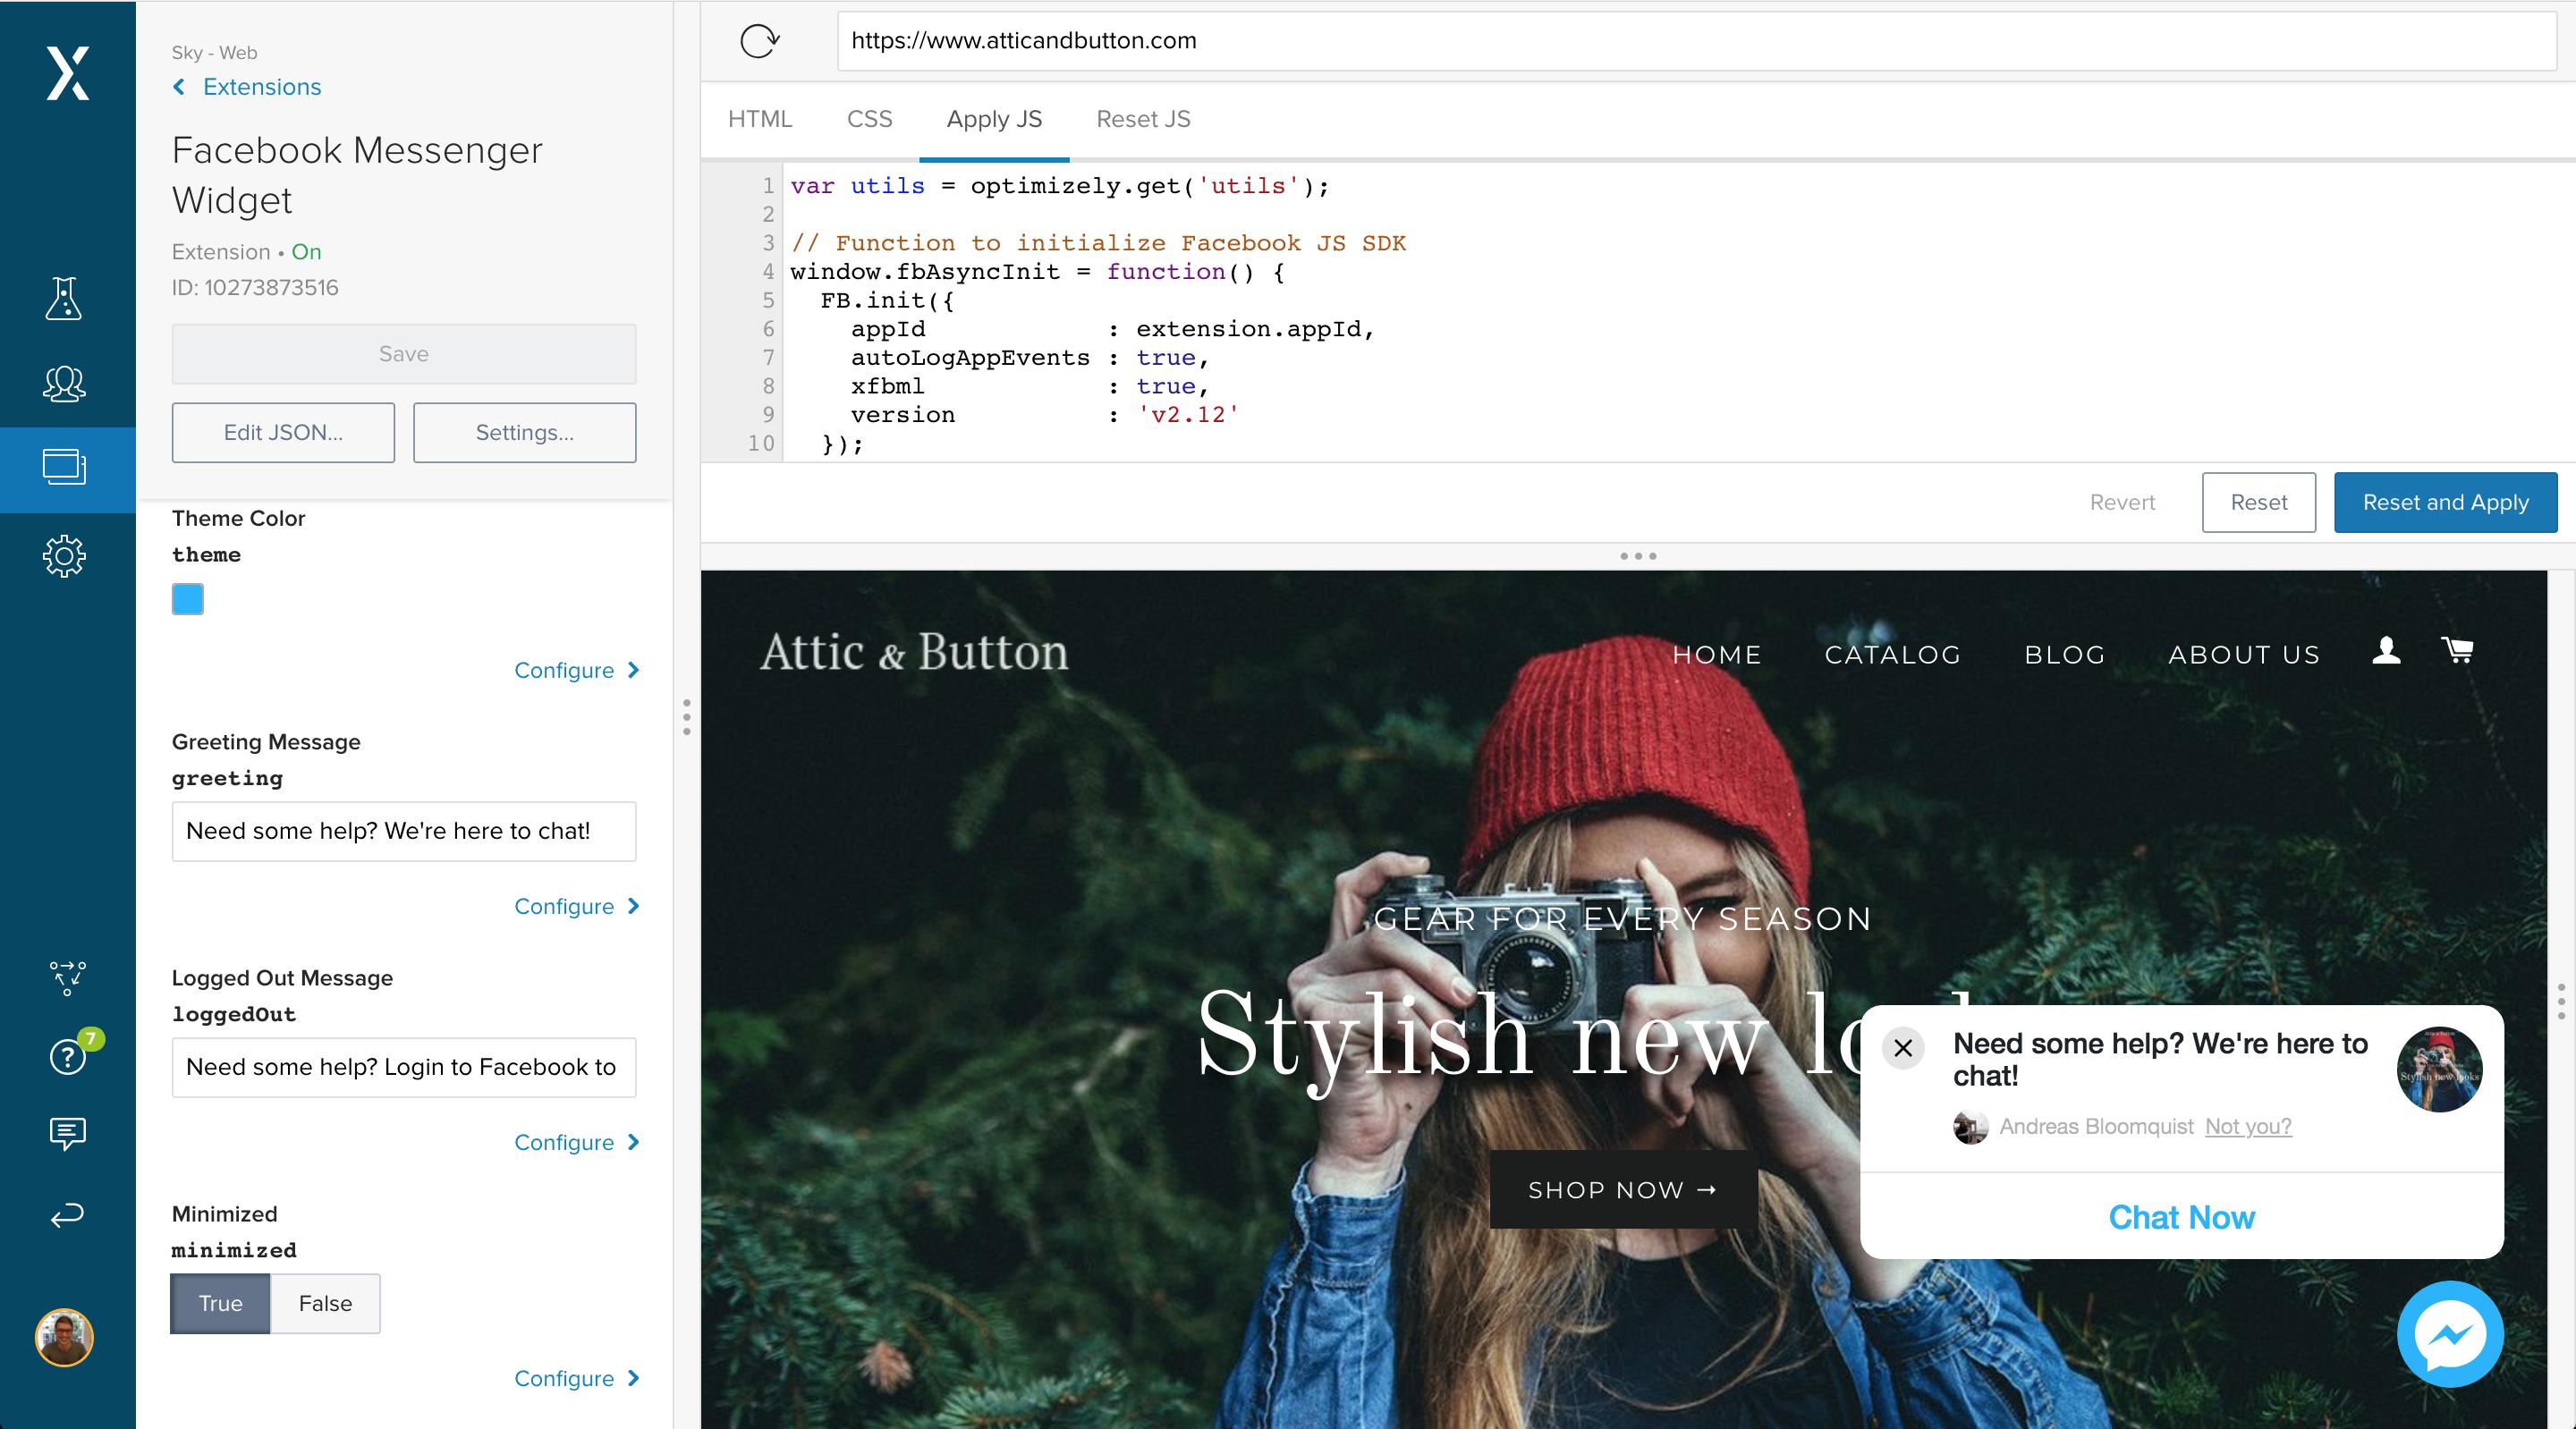 Sky - Web
Extensions
Facebook Messenger
Widget
Extension • On
ID: 10273873516
Save
Edit JSON...
Settings...
Theme Color
theme
Configure
Greeting Message
greeting
Need some help? We're here to chat!
Configure
Logged Out Message
loggedOut
Need some help? Login to Facebook to
Configure
Minimized
minimized
True
False
Configure
7
https://www.atticandbutton.com
HTML
CSS
Apply JS
Reset JS
1 var utils = optimizely.get('utils');
2
3 // Function to initialize Facebook JS SDK
4 window.fbAsyncInit = function() {
5   FB.init({
6     appId            : extension.appId,
7     autoLogAppEvents : true,
8     xfbml            : true,
9     version          : 'v2.12'
10   });
Revert
Reset
Reset and Apply
Attic & Button
HOME
CATALOG
BLOG
ABOUT US
GEAR FOR EVERY SEASON
Stylish new
SHOP NOW →
Need some help? We're here to
chat!
Stylish new looks
Andreas Bloomquist Not you?
Chat Now